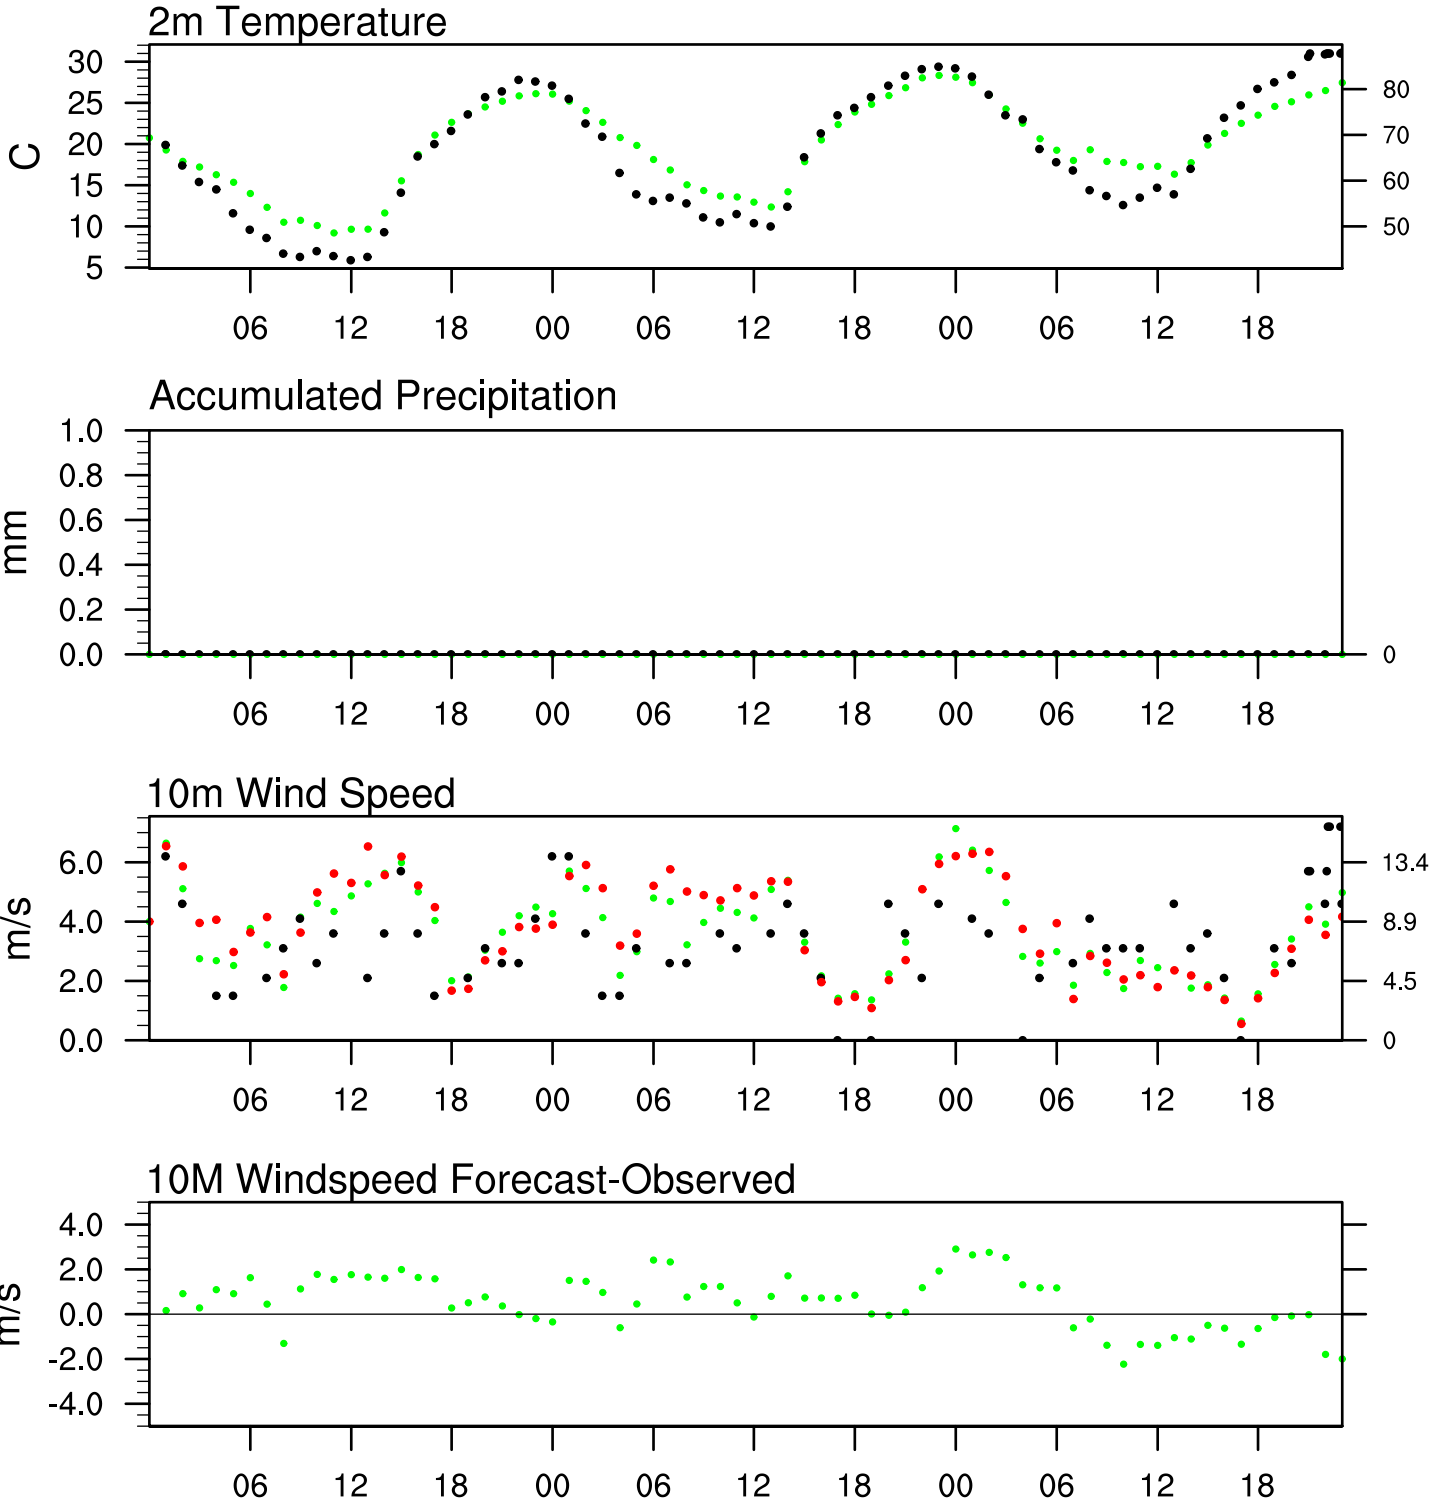 2m Temperature
30
25
20
15
10
5
C
80
70
60
50
06 12 18 00 06 12 18 00 06 12 18
Accumulated Precipitation
1.0
0.8
0.6
0.4
0.2
0.0
mm
0
06 12 18 00 06 12 18 00 06 12 18
10m Wind Speed
6.0
4.0
2.0
0.0
m/s
13.4
8.9
4.5
0
06 12 18 00 06 12 18 00 06 12 18
10M Windspeed Forecast-Observed
4.0
2.0
0.0
-2.0
-4.0
m/s
06 12 18 00 06 12 18 00 06 12 18